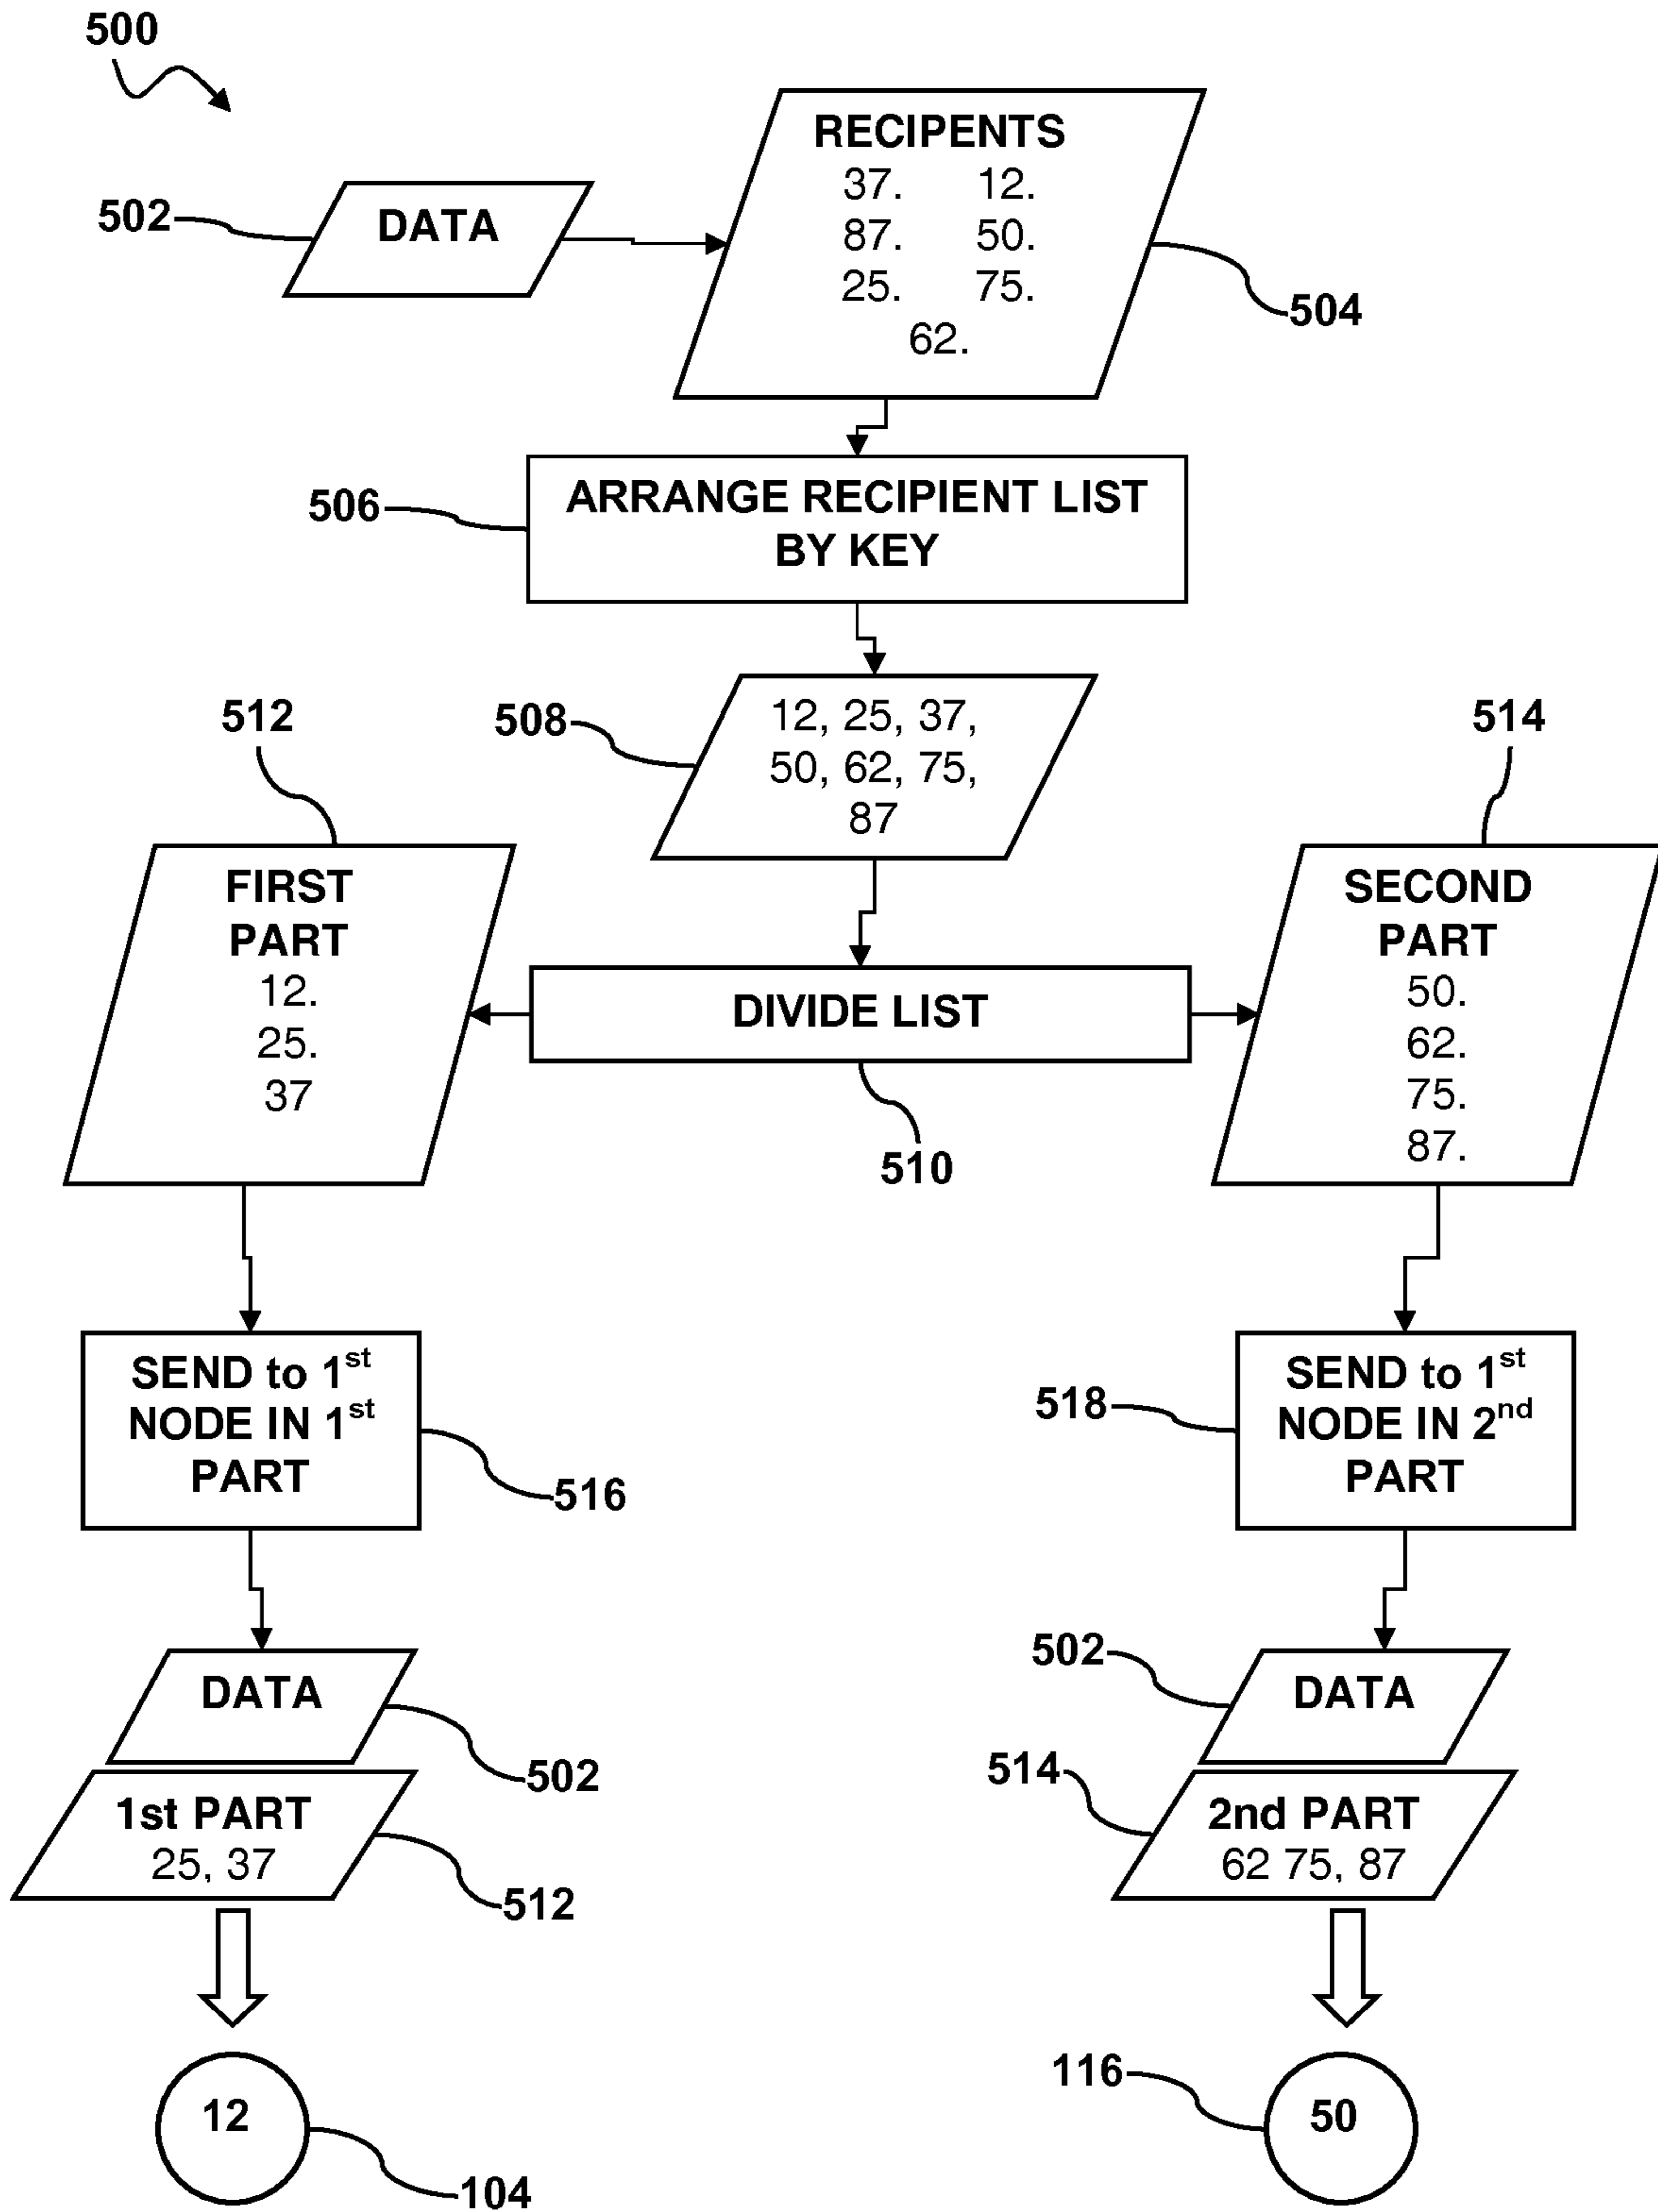 500
RECIPENTS
37. 12.
87. 50.
25. 75.
62.
502
DATA
504
506
ARRANGE RECIPIENT LIST
BY KEY
508
12, 25, 37,
50, 62, 75,
87
512
FIRST
PART
12.
25.
37
514
SECOND
PART
50.
62.
75.
87.
DIVIDE LIST
510
SEND to 1st
NODE IN 1st
PART
516
518
SEND to 1st
NODE IN 2nd
PART
DATA
502
1st PART
25, 37
512
502
DATA
514
2nd PART
62 75, 87
12
104
116
50